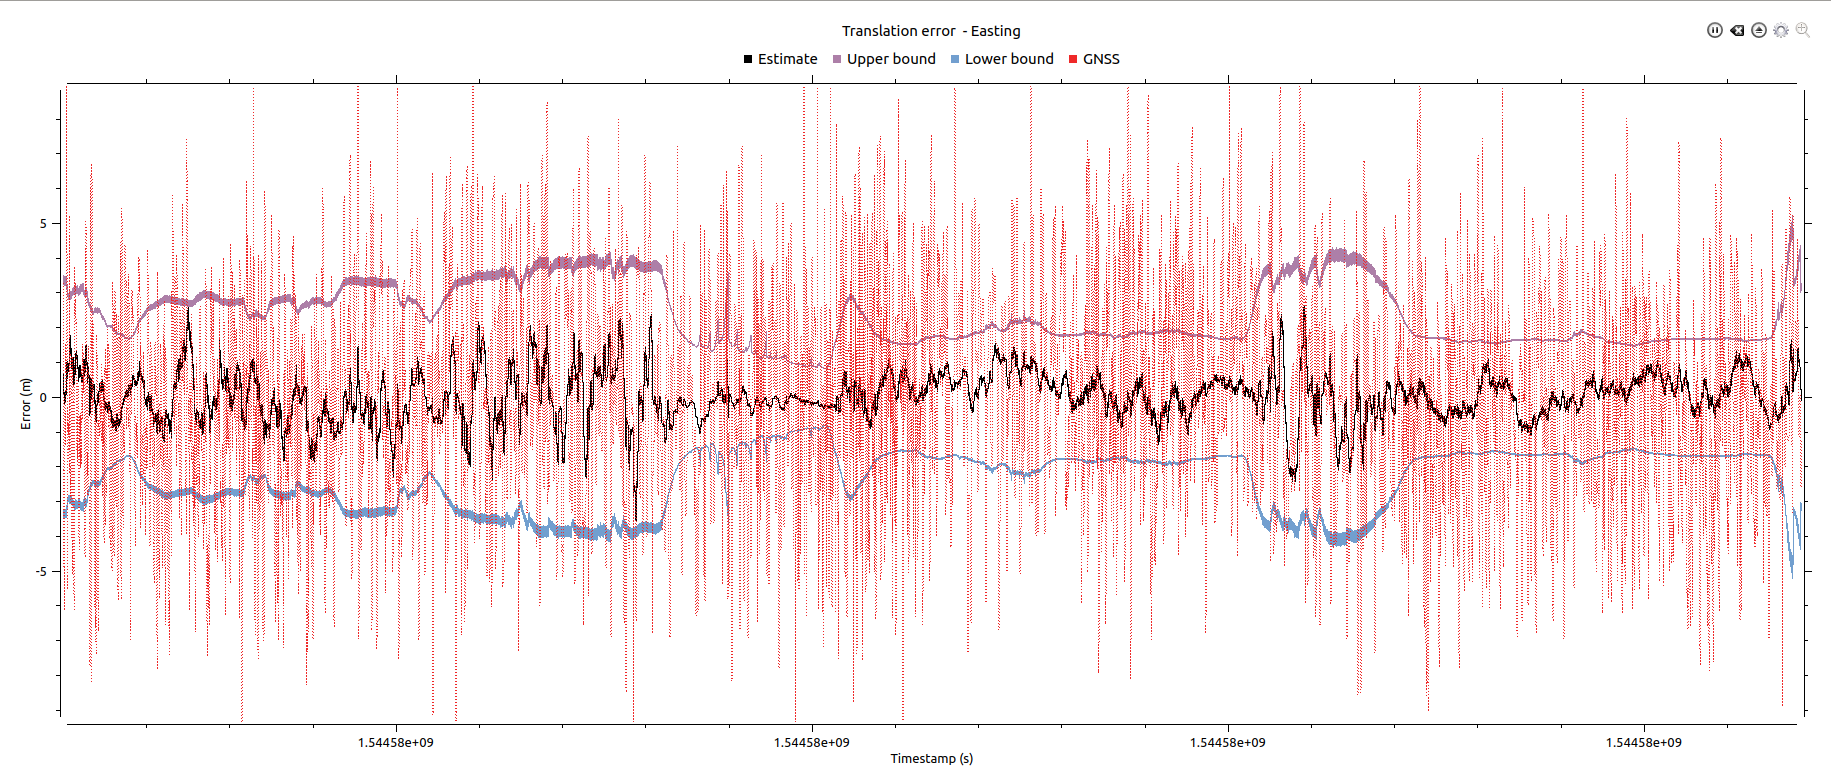 Translation error - Easting
Estimate Upper bound Lower bound GNSS
5
0
-5
Error (m)
1.54458e+09 1.54458e+09 1.54458e+09 1.54458e+09
Timestamp (s)